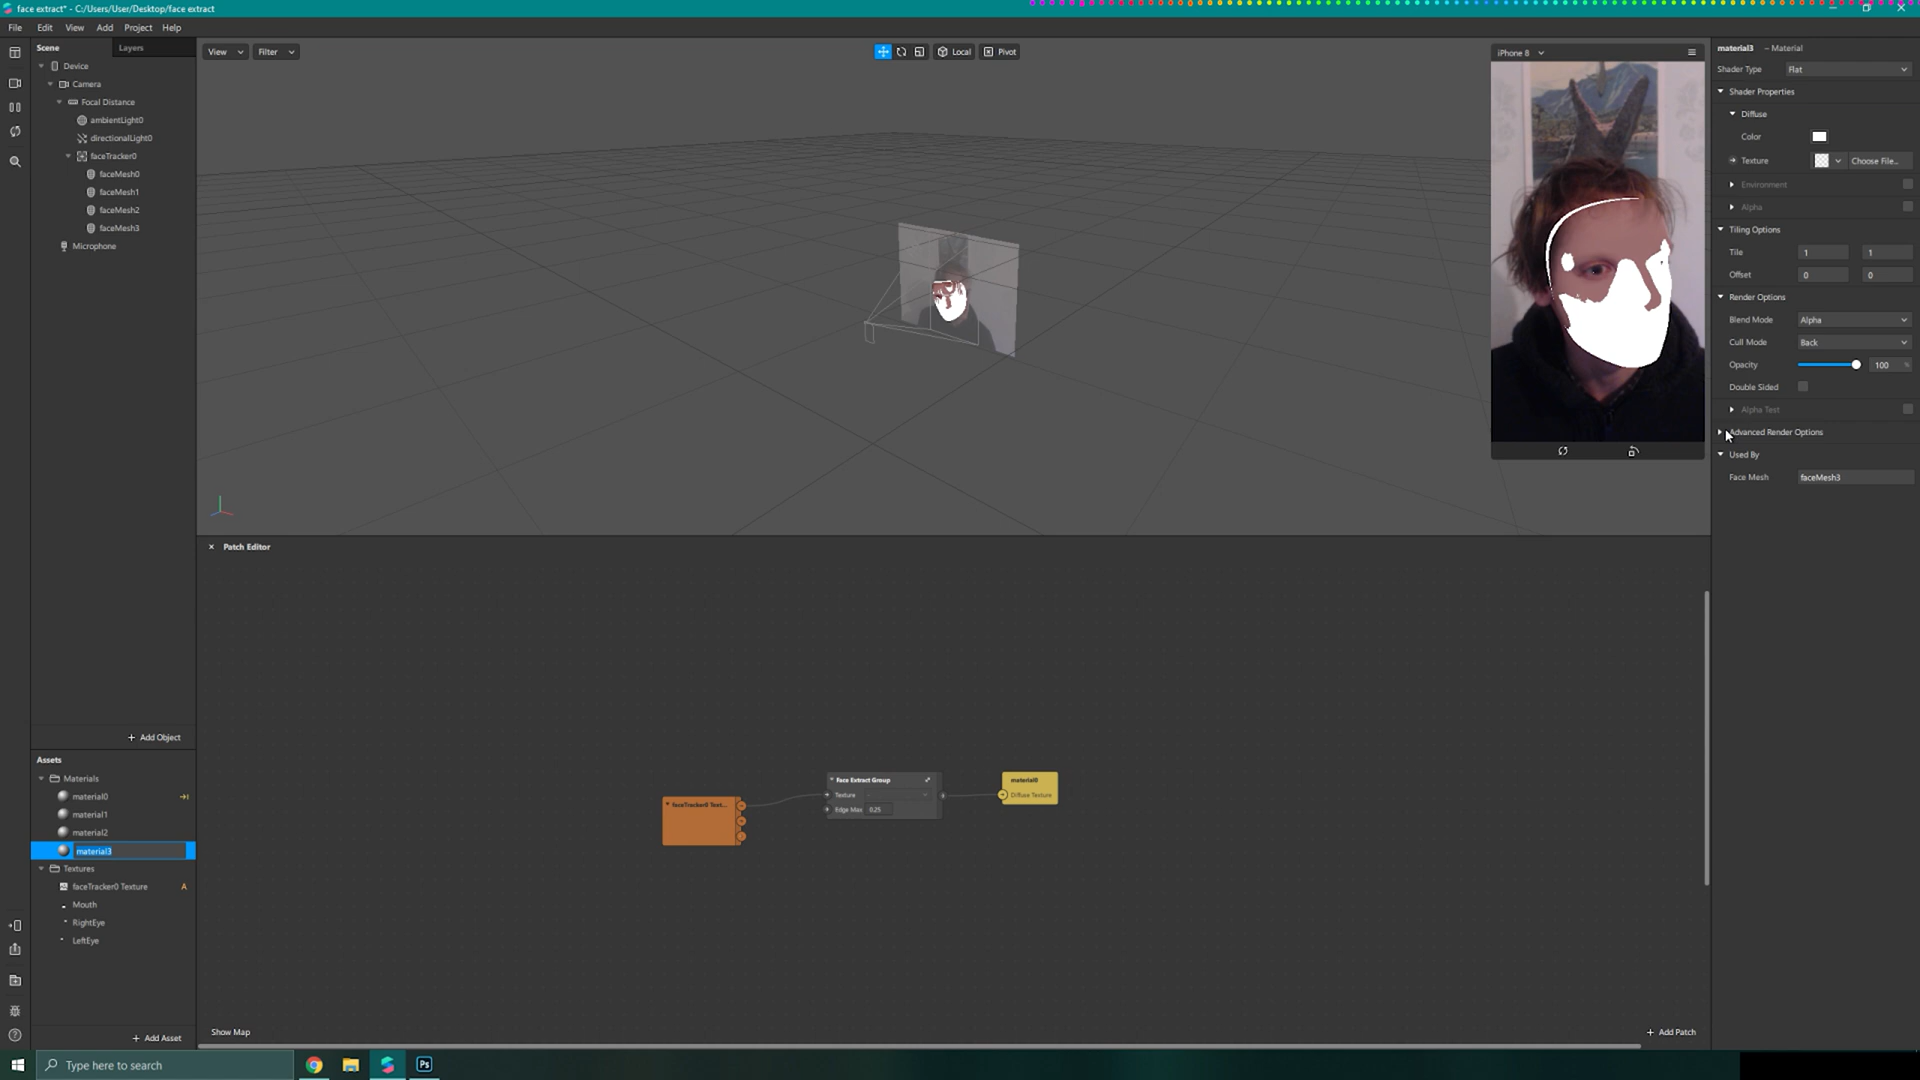 face extract* - C:/Users/User/Desktop/face extract
File Edit View Add Project Help
Scene Layers
Device
Camera
Focal Distance
ambientLight0
directionalLight0
faceTracker0
faceMesh0
faceMesh1
faceMesh2
faceMesh3
Microphone
+ Add Object
Assets
Materials
material0
material1
material2
material3
Textures
faceTracker0 Texture A
Mouth
RightEye
LeftEye
+ Add Asset
View Filter Local Pivot
iPhone 8
Patch Editor
faceTracker0 Text...
Face Extract Group
Texture
Edge Max 0.25
material0
Diffuse Texture
Show Map
+ Add Patch
material3 – Material
Shader Type Flat
Shader Properties
Diffuse
Color
Texture Choose File...
Environment
Alpha
Tiling Options
Tile 1 1
Offset 0 0
Render Options
Blend Mode Alpha
Cull Mode Back
Opacity 100 %
Double Sided
Alpha Test
Advanced Render Options
Used By
Face Mesh faceMesh3
Type here to search
Ps